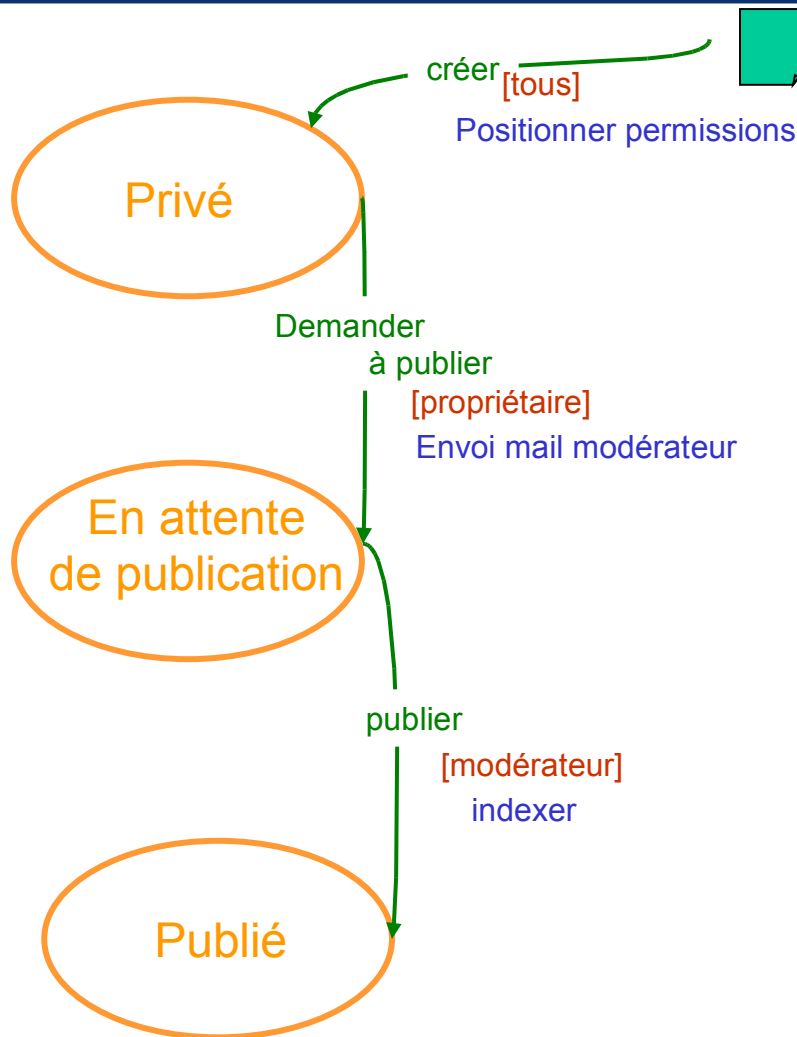 créer
[tous]
Positionner permissions
Privé
Demander
à publier
[propriétaire]
Envoi mail modérateur
En attente
de publication
publier
[modérateur]
indexer
Publié